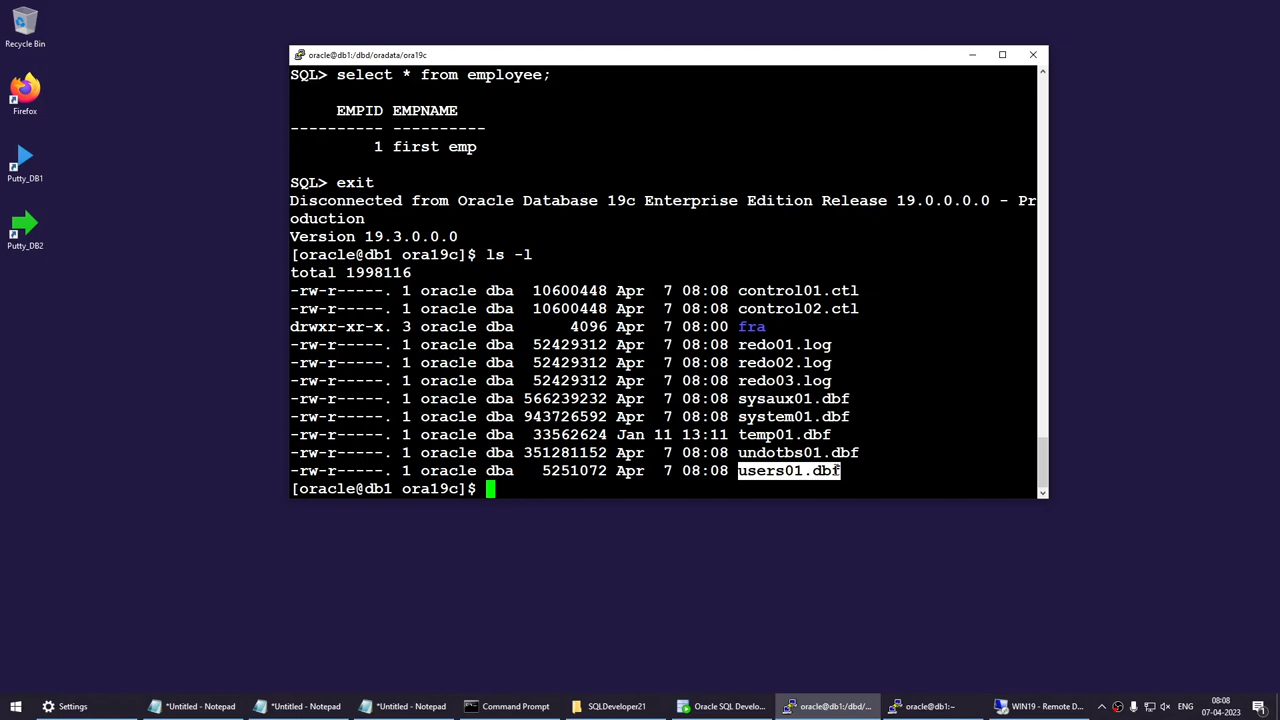 Recycle Bin
Firefox
Putty_DB1
Putty_DB2
oracle@db1:/dbd/oradata/ora19c
SQL> select * from employee;
EMPID EMPNAME
---------- ----------
1 first emp
SQL> exit
Disconnected from Oracle Database 19c Enterprise Edition Release 19.0.0.0.0 - Pr
oduction
Version 19.3.0.0.0
[oracle@db1 ora19c]$ ls -l
total 1998116
-rw-r-----. 1 oracle dba 10600448 Apr 7 08:08 control01.ctl
-rw-r-----. 1 oracle dba 10600448 Apr 7 08:08 control02.ctl
drwxr-xr-x. 3 oracle dba 4096 Apr 7 08:00 fra
-rw-r-----. 1 oracle dba 52429312 Apr 7 08:08 redo01.log
-rw-r-----. 1 oracle dba 52429312 Apr 7 08:08 redo02.log
-rw-r-----. 1 oracle dba 52429312 Apr 7 08:08 redo03.log
-rw-r-----. 1 oracle dba 566239232 Apr 7 08:08 sysaux01.dbf
-rw-r-----. 1 oracle dba 943726592 Apr 7 08:08 system01.dbf
-rw-r-----. 1 oracle dba 33562624 Jan 11 13:11 temp01.dbf
-rw-r-----. 1 oracle dba 351281152 Apr 7 08:08 undotbs01.dbf
-rw-r-----. 1 oracle dba 5251072 Apr 7 08:08 users01.dbf
[oracle@db1 ora19c]$
Settings
*Untitled - Notepad
*Untitled - Notepad
*Untitled - Notepad
Command Prompt
SQLDeveloper21
Oracle SQL Develo...
oracle@db1:/dbd/...
oracle@db1:~
WIN19 - Remote D...
ENG
08:08
07-04-2023